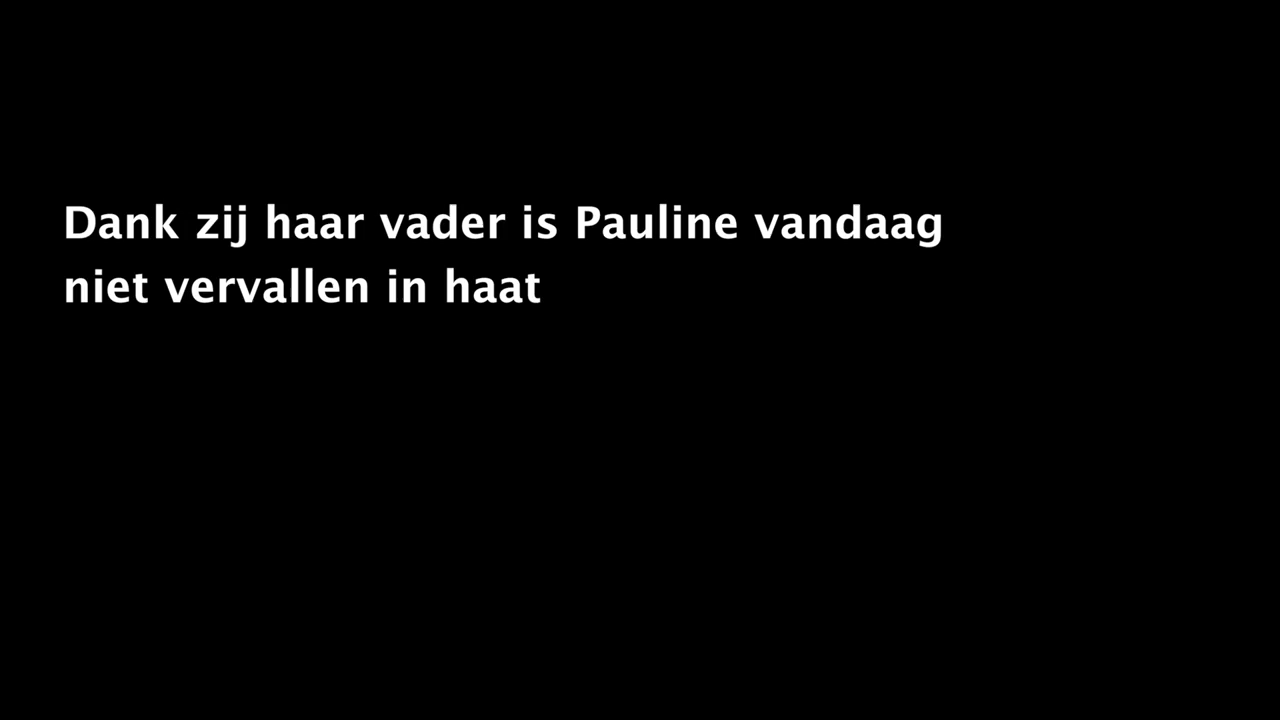 Dank zij haar vader is Pauline vandaag
niet vervallen in haat